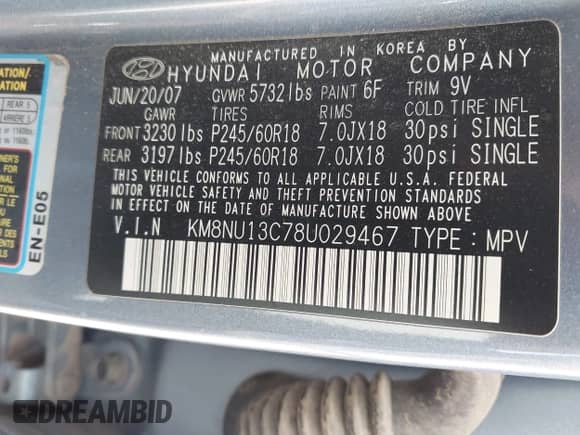 MANUFACTURED IN KOREA BY
HYUNDAI MOTOR COMPANY
JUN/20/07 GVWR 5732lbs PAINT 6F TRIM 9V
GAWR TIRES RIMS COLD TIRE INFL
FRONT 3230lbs P245/60R18 7.0JX18 30psi SINGLE
REAR 3197lbs P245/60R18 7.0JX18 30psi SINGLE
THIS VEHICLE CONFORMS TO ALL APPLICABLE U.S.A. FEDERAL
MOTOR VEHICLE SAFETY AND THEFT PREVENTION STANDARDS
IN EFFECT ON THE DATE OF MANUFACTURE SHOWN ABOVE.
V.I.N KM8NU13C78U029467 TYPE : MPV
REAR 5
EN-E05
DREAMBID